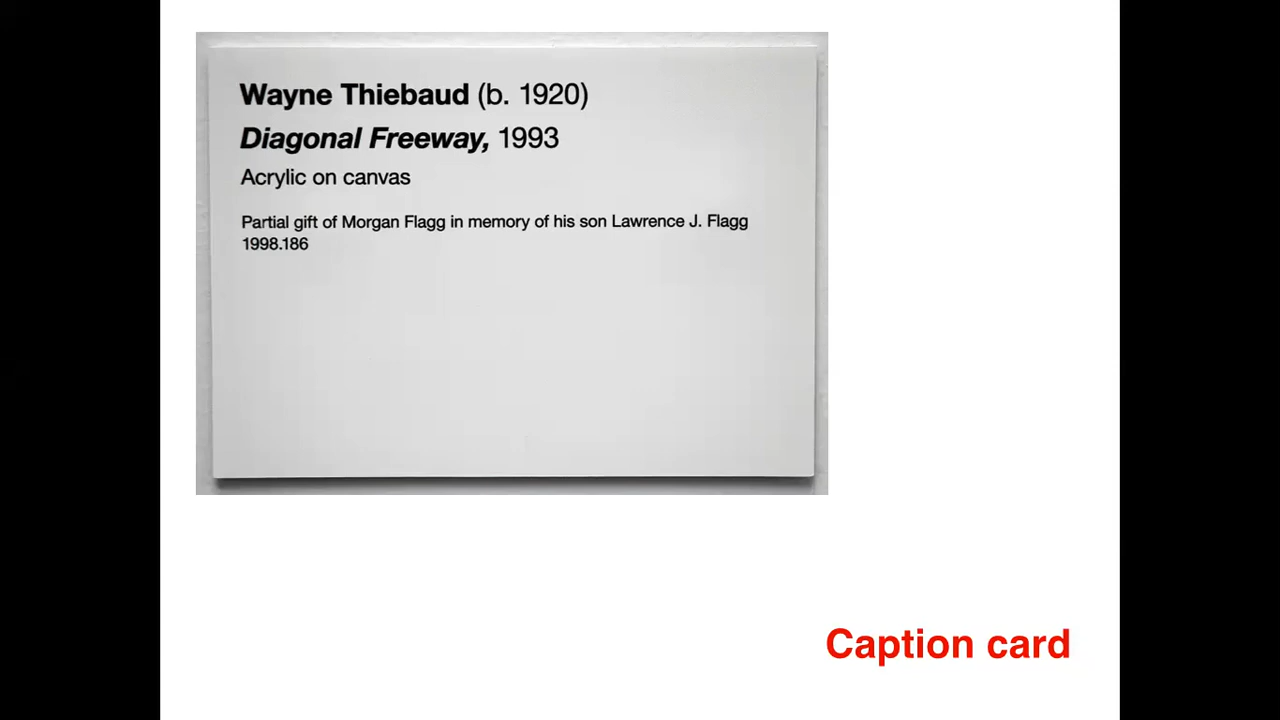 Wayne Thiebaud (b. 1920)
Diagonal Freeway, 1993
Acrylic on canvas
Partial gift of Morgan Flagg in memory of his son Lawrence J. Flagg
1998.186
Caption card